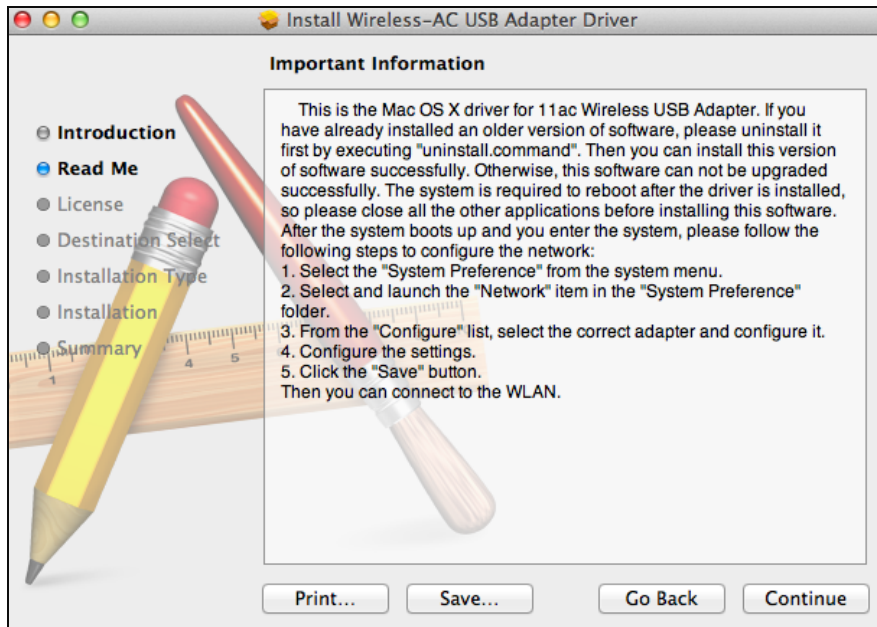 Install Wireless-AC USB Adapter Driver
Important Information
Introduction
Read Me
License
Destination Select
Installation Type
Installation
Summary
This is the Mac OS X driver for 11ac Wireless USB Adapter. If you
have already installed an older version of software, please uninstall it
first by executing "uninstall.command". Then you can install this version
of software successfully. Otherwise, this software can not be upgraded
successfully. The system is required to reboot after the driver is installed,
so please close all the other applications before installing this software.
After the system boots up and you enter the system, please follow the
following steps to configure the network:
1. Select the "System Preference" from the system menu.
2. Select and launch the "Network" item in the "System Preference"
folder.
3. From the "Configure" list, select the correct adapter and configure it.
4. Configure the settings.
5. Click the "Save" button.
Then you can connect to the WLAN.
1
4
5
Print...
Save...
Go Back
Continue